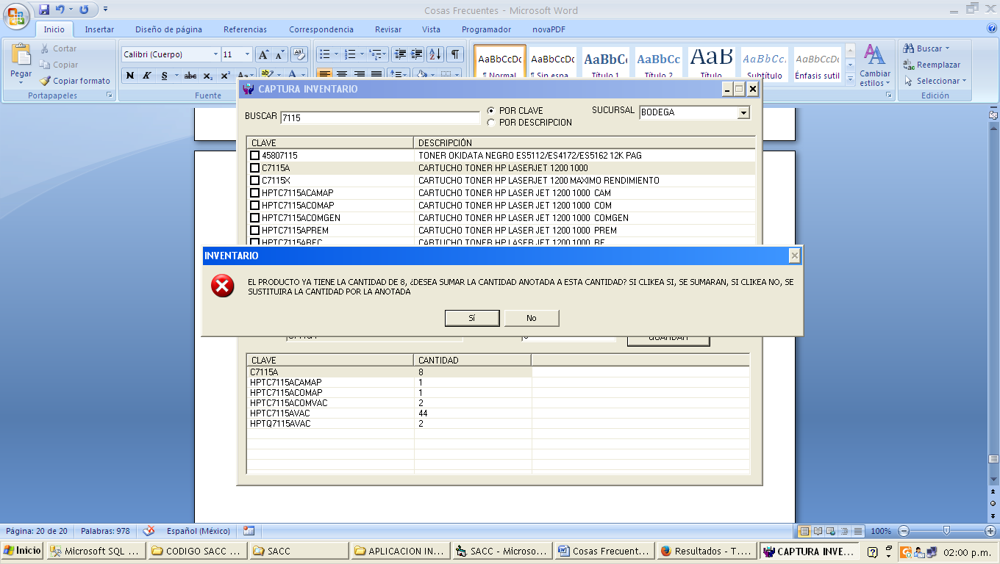 Cosas Frecuentes - Microsoft Word
Inicio Insertar Diseño de página Referencias Correspondencia Revisar Vista Programador novaPDF
Pegar
Cortar
Copiar
Copiar formato
Portapapeles
Calibri (Cuerpo) 11
N K S abc x₂ x² Aa
Fuente
AaBbCcDc AaBbCcDc AaBbC AaBbCc AaB AaBbCc. AaBbCcDc
¶ Normal ¶ Sin espa... Título 1 Título 2 Título Subtítulo Énfasis sutil
Cambiar estilos
Buscar
Reemplazar
Seleccionar
Edición
CAPTURA INVENTARIO
BUSCAR 7115
POR CLAVE
POR DESCRIPCION
SUCURSAL BODEGA
CLAVE DESCRIPCIÓN
45807115 TONER OKIDATA NEGRO ES5112/ES4172/ES5162 12K PAG
C7115A CARTUCHO TONER HP LASERJET 1200 1000
C7115X CARTUCHO TONER HP LASERJET 1200 MAXIMO RENDIMIENTO
HPTC7115ACAMAP CARTUCHO TONER HP LASER JET 1200 1000 CAM
HPTC7115ACOMAP CARTUCHO TONER HP LASER JET 1200 1000 COM
HPTC7115ACOMGEN CARTUCHO TONER HP LASER JET 1200 1000 COMGEN
HPTC7115APREM CARTUCHO TONER HP LASER JET 1200 1000 PREM
HPTC7115AREC CARTUCHO TONER HP LASER JET 1200 1000 RE
INVENTARIO
EL PRODUCTO YA TIENE LA CANTIDAD DE 8, ¿DESEA SUMAR LA CANTIDAD ANOTADA A ESTA CANTIDAD? SI CLIKEA SI, SE SUMARAN, SI CLIKEA NO, SE
SUSTITUIRA LA CANTIDAD POR LA ANOTADA
Sí No
GUARDAR
CLAVE CANTIDAD
C7115A 8
HPTC7115ACAMAP 1
HPTC7115ACOMAP 1
HPTC7115ACOMVAC 2
HPTC7115AVAC 44
HPTQ7115AVAC 2
Página: 20 de 20 Palabras: 978 Español (México) 100%
Inicio Microsoft SQL ... CODIGO SACC ... SACC APLICACION IN... SACC - Microso... Cosas Frecuent... Resultados - T... CAPTURA INVE... 02:00 p.m.